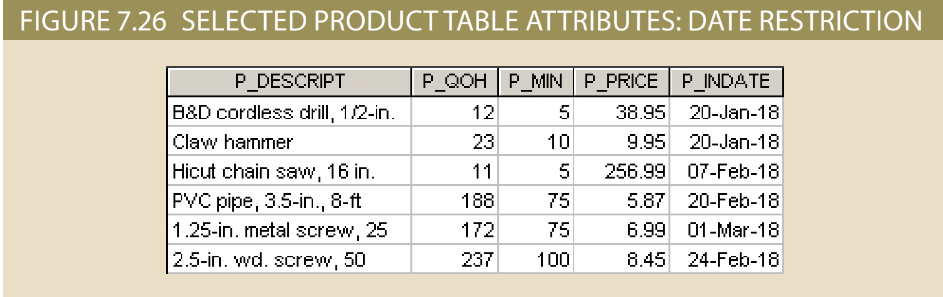 FIGURE 7.26 SELECTED PRODUCT TABLE ATTRIBUTES: DATE RESTRICTION
P_DESCRIPT P_QOH P_MIN P_PRICE P_INDATE
B&D cordless drill, 1/2-in. 12 5 38.95 20-Jan-18
Claw hammer 23 10 9.95 20-Jan-18
Hicut chain saw, 16 in. 11 5 256.99 07-Feb-18
PVC pipe, 3.5-in., 8-ft 188 75 5.87 20-Feb-18
1.25-in. metal screw, 25 172 75 6.99 01-Mar-18
2.5-in. wd. screw, 50 237 100 8.45 24-Feb-18